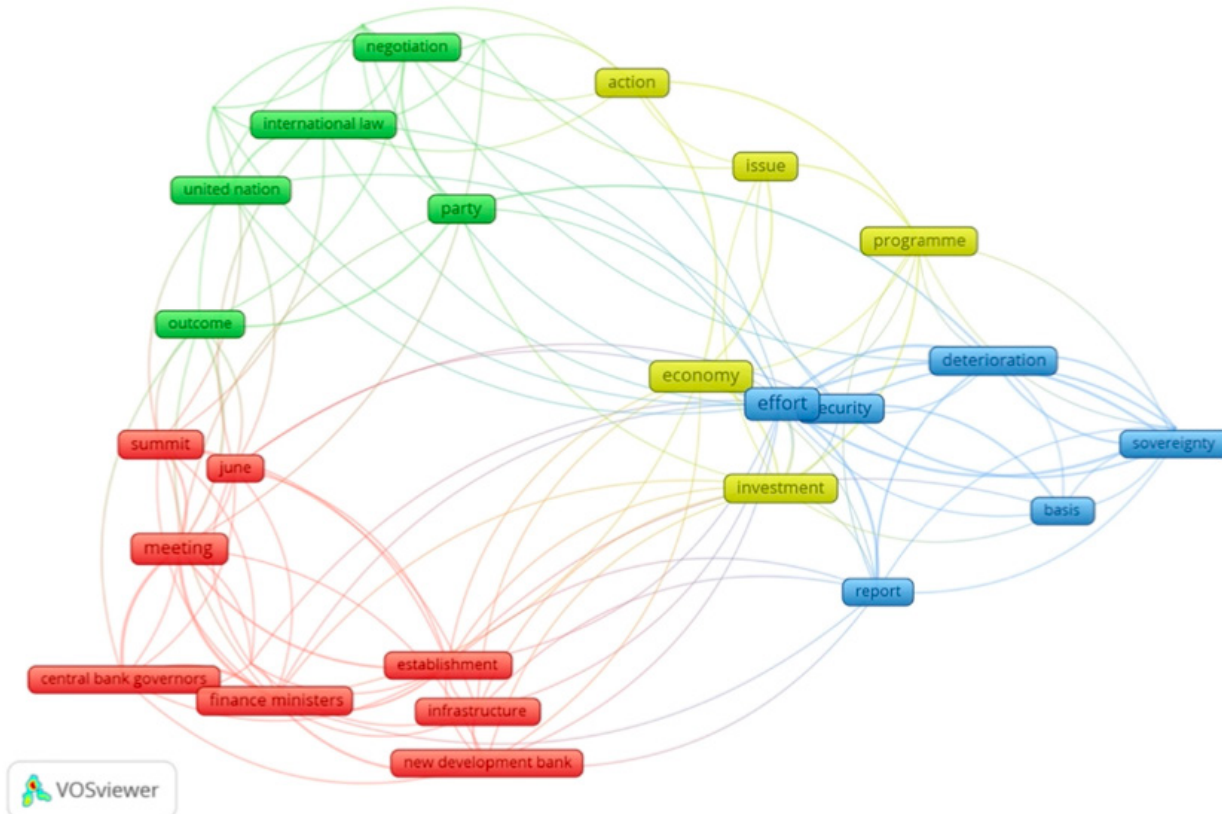 negotiation
action
international law
issue
united nation
party
programme
outcome
deterioration
economy
effort
ecurity
summit
sovereignty
june
investment
basis
meeting
report
establishment
central bank governors
finance ministers
infrastructure
new development bank
VOSviewer